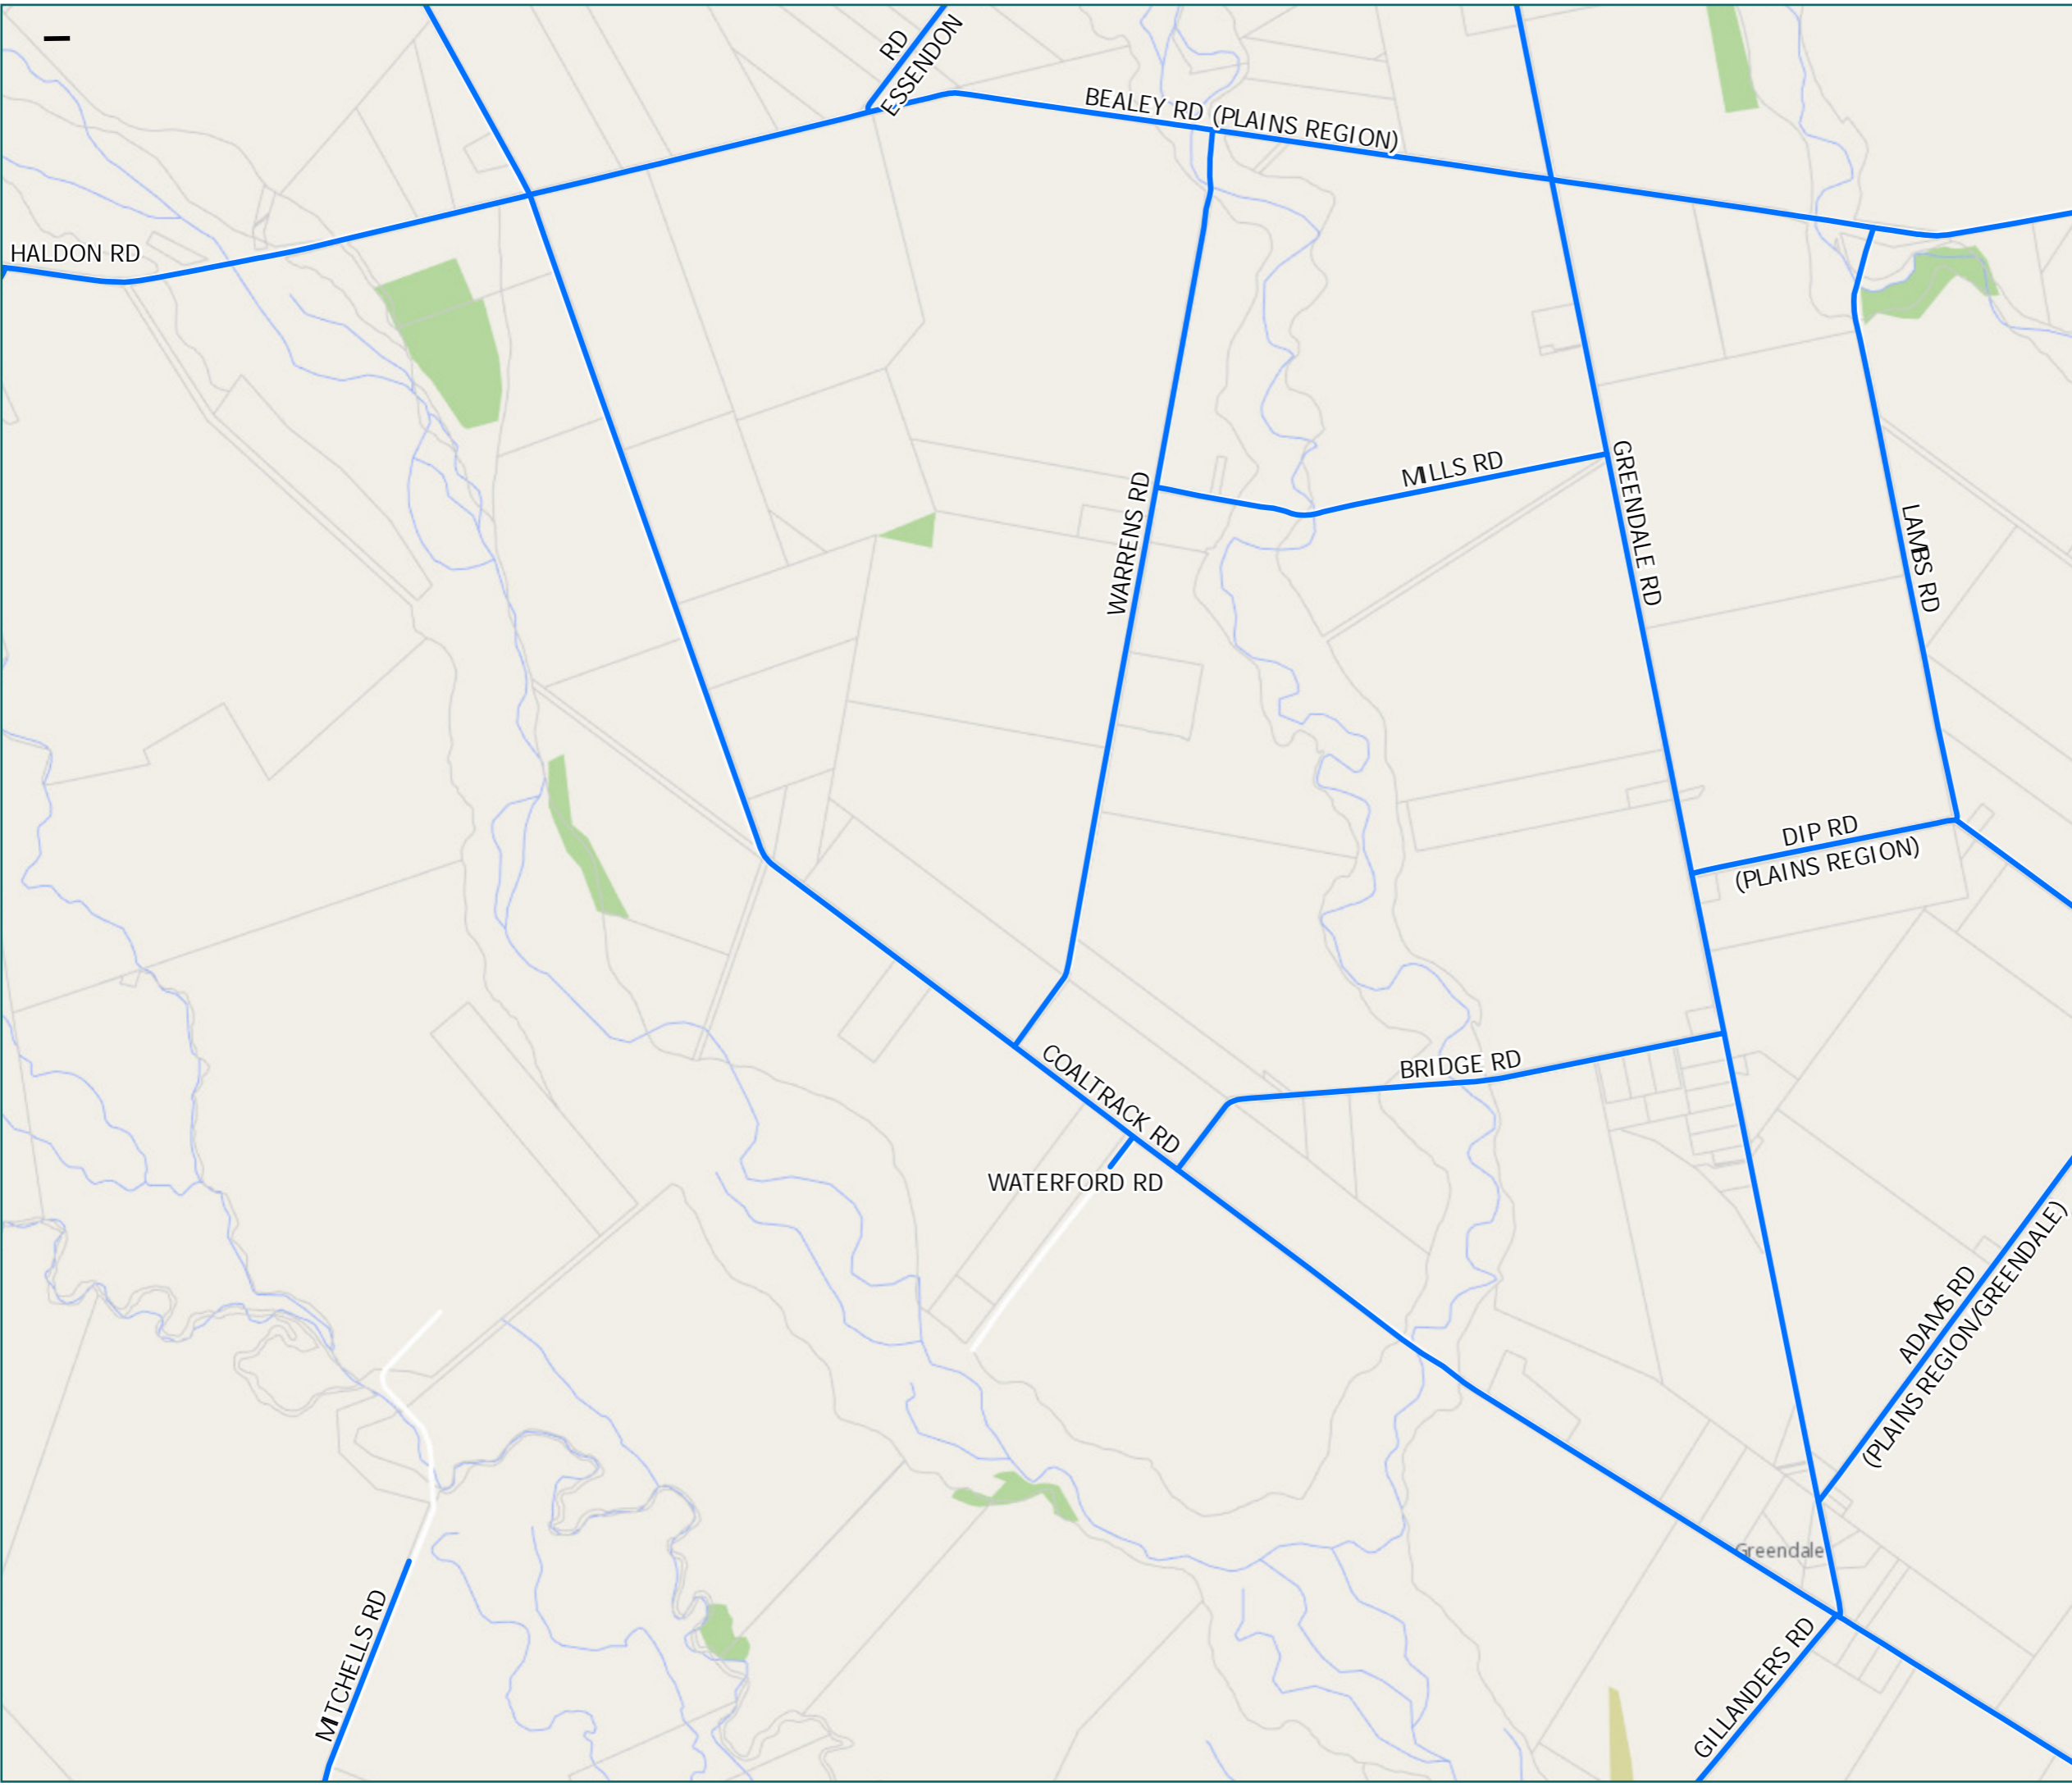 RD
ESSENDON
BEALEY RD (PLAINS REGION)
HALDON RD
MILLS RD
GREENDALE RD
WARRENS RD
LAMBS RD
DIP RD
(PLAINS REGION)
COALTRACK RD
BRIDGE RD
WATERFORD RD
ADAMS RD
(PLAINS REGION/GREENDALE)
Greendale
MITCHELLS RD
GILLANDERS RD